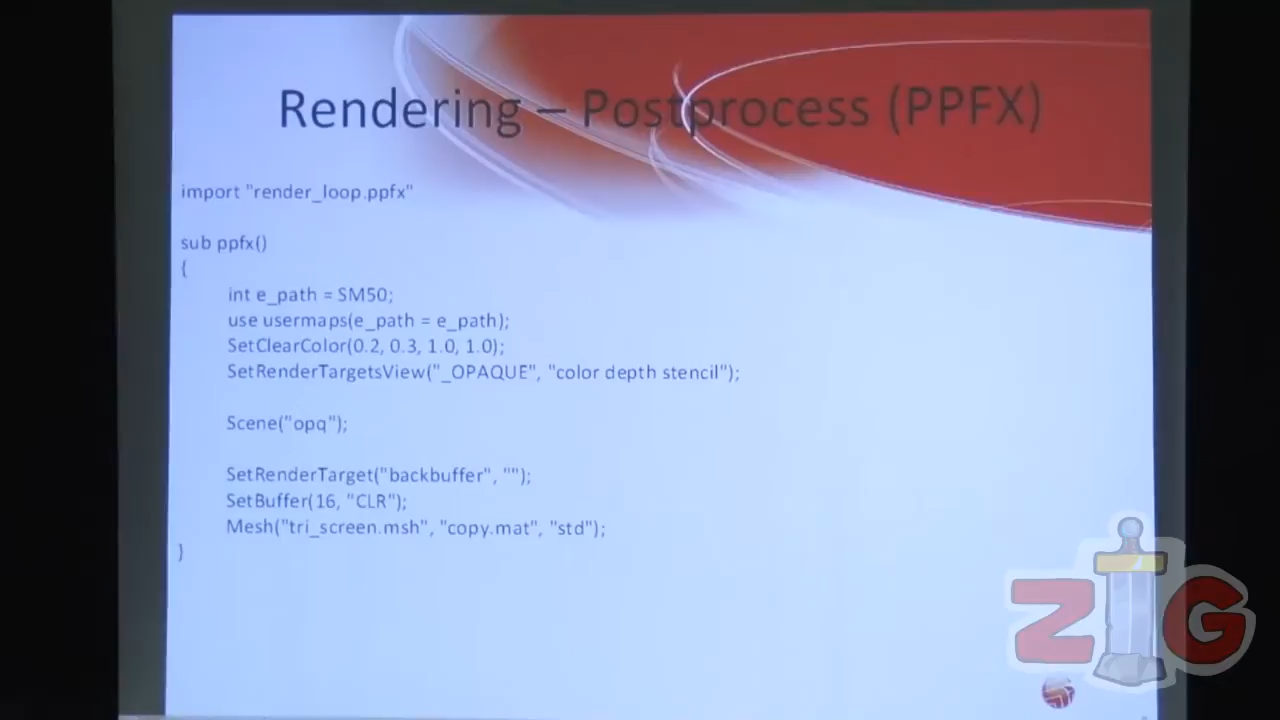 Rendering – Postprocess (PPFX)
import "render_loop.ppfx"
sub ppfx()
{
int e_path = SM50;
use usermaps(e_path = e_path);
SetClearColor(0.2, 0.3, 1.0, 1.0);
SetRenderTargetsView("_OPAQUE", "color depth stencil");
Scene("opq");
SetRenderTarget("backbuffer", "");
SetBuffer(16, "CLR");
Mesh("tri_screen.msh", "copy.mat", "std");
}
ZIG